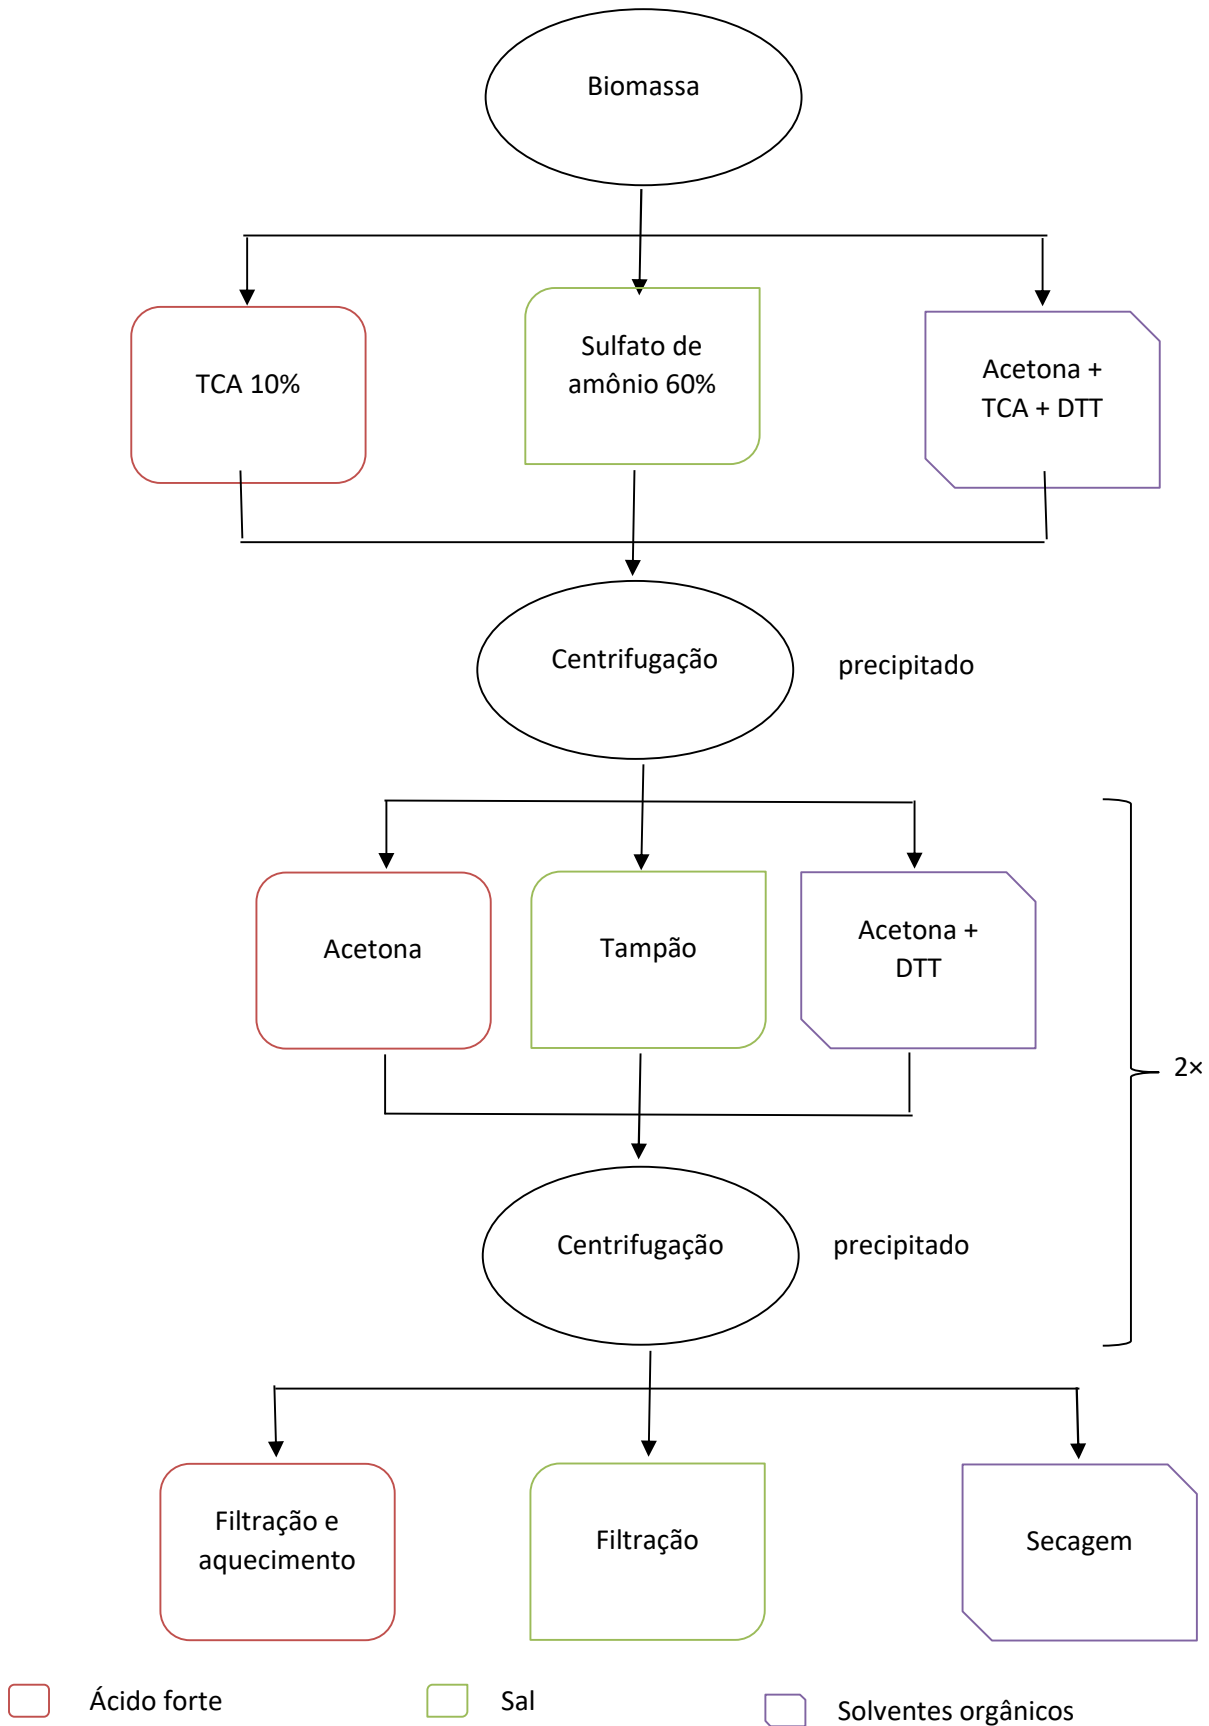 Biomassa
TCA 10%
Sulfato de
amônio 60%
Acetona +
TCA + DTT
Centrifugação
precipitado
Acetona
Tampão
Acetona +
DTT
2×
Centrifugação
precipitado
Filtração e
aquecimento
Filtração
Secagem
Ácido forte
Sal
Solventes orgânicos